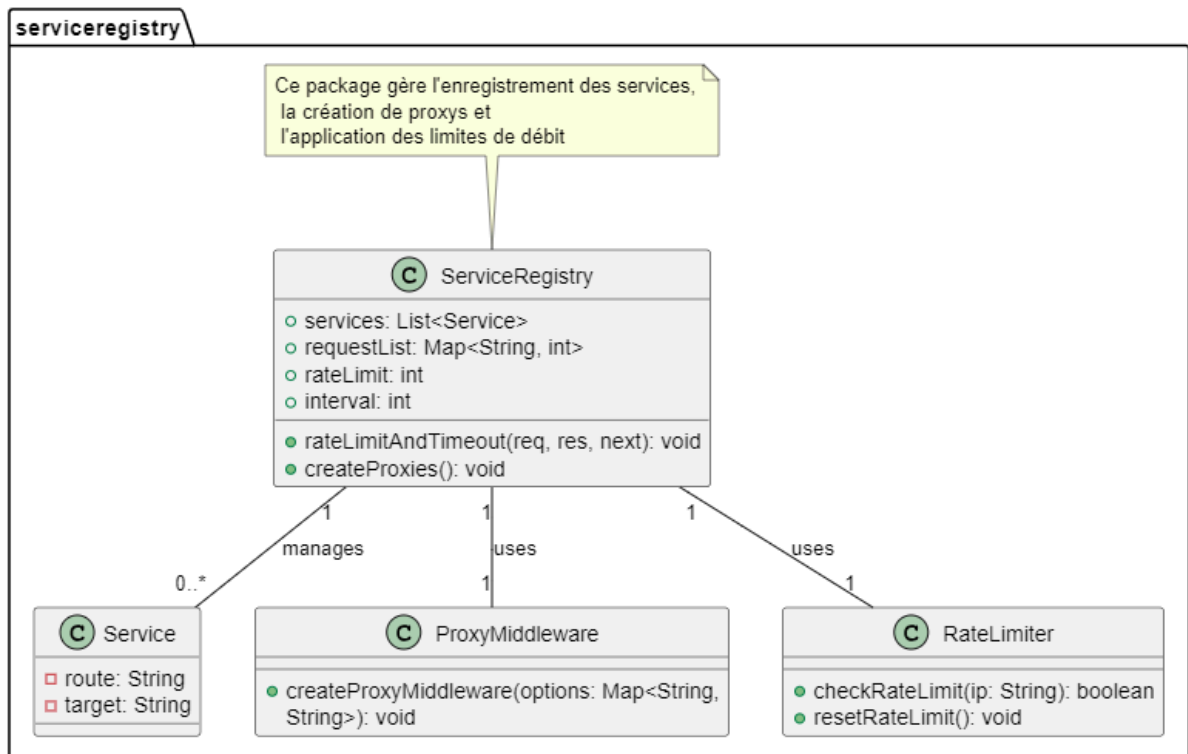 serviceregistry
Ce package gère l'enregistrement des services,
la création de proxys et
l'application des limites de débit
C ServiceRegistry
services: List<Service>
requestList: Map<String, int>
rateLimit: int
interval: int
rateLimitAndTimeout(req, res, next): void
createProxies(): void
1 1 1
manages uses uses
0..* 1 1
C Service
route: String
target: String
C ProxyMiddleware
createProxyMiddleware(options: Map<String,
String>): void
C RateLimiter
checkRateLimit(ip: String): boolean
resetRateLimit(): void